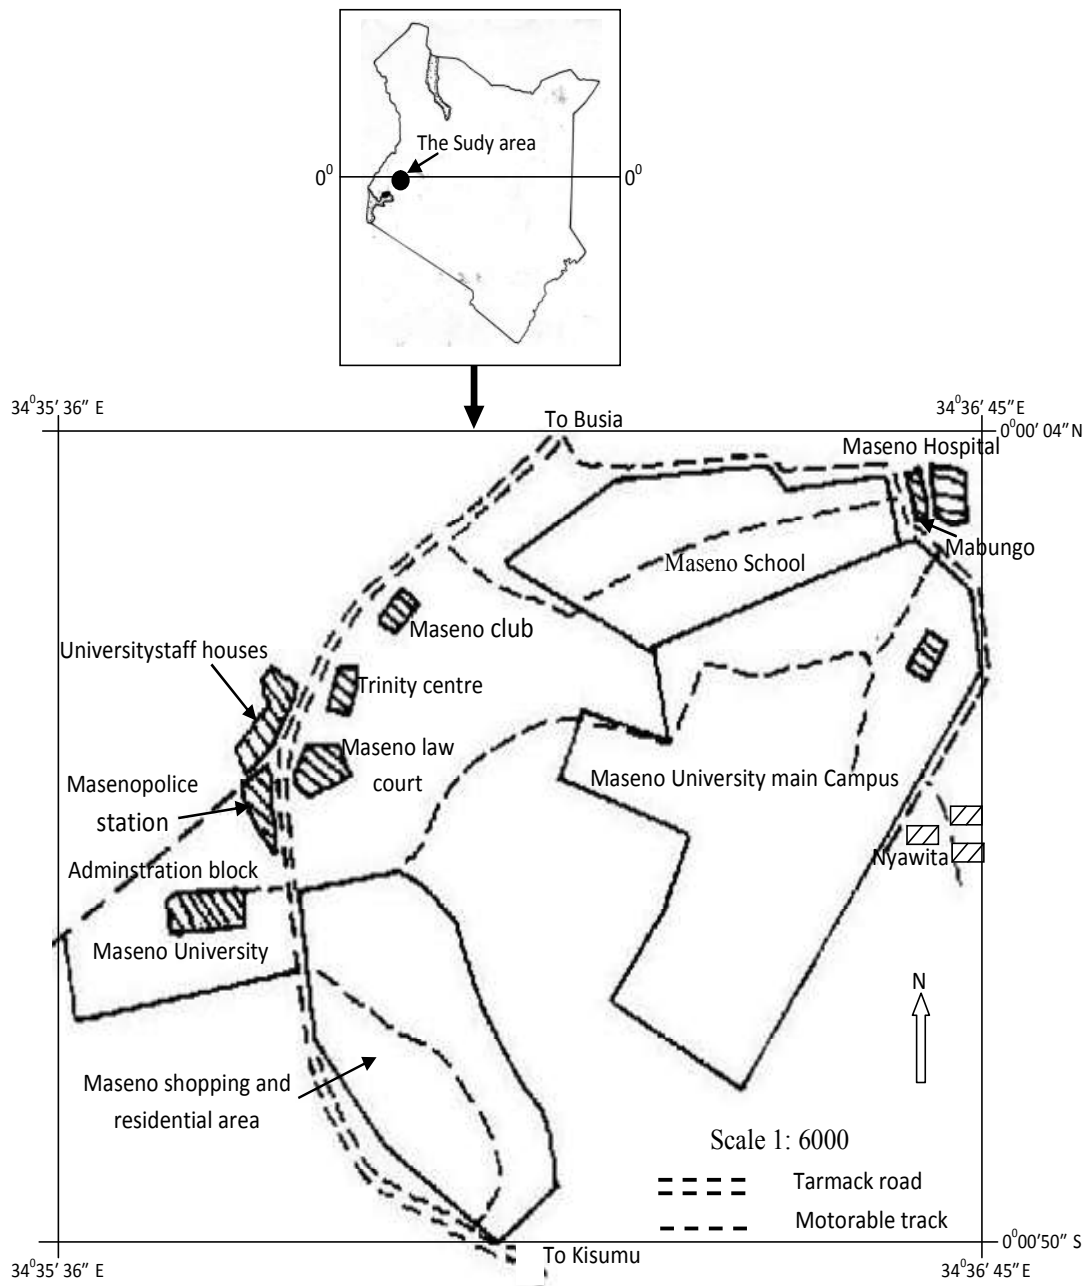 The Sudy area
0⁰ 0⁰
34⁰35' 36" E
34⁰36' 45"E
To Busia
0⁰00' 04"N
Maseno Hospital
Mabungo
Maseno School
Maseno club
Universitystaff houses
Trinity centre
Maseno law
court
Maseno University main Campus
Masenopolice
station
Nyawita
Adminstration block
Maseno University
N
Maseno shopping and
residential area
Scale 1: 6000
Tarmack road
Motorable track
To Kisumu
0⁰00'50" S
34⁰35' 36" E
34⁰36' 45"E